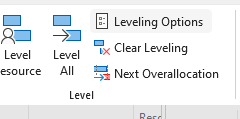 Level
esource
Level
All
Leveling Options
Clear Leveling
Next Overallocation
Level